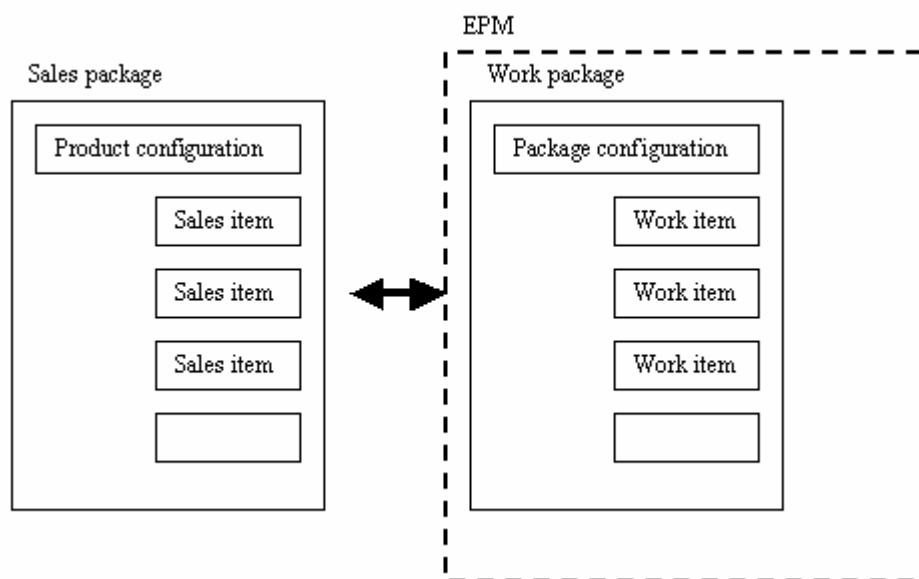 EPM
Sales package
Work package
Product configuration
Package configuration
Sales item
Work item
Sales item
Work item
Sales item
Work item